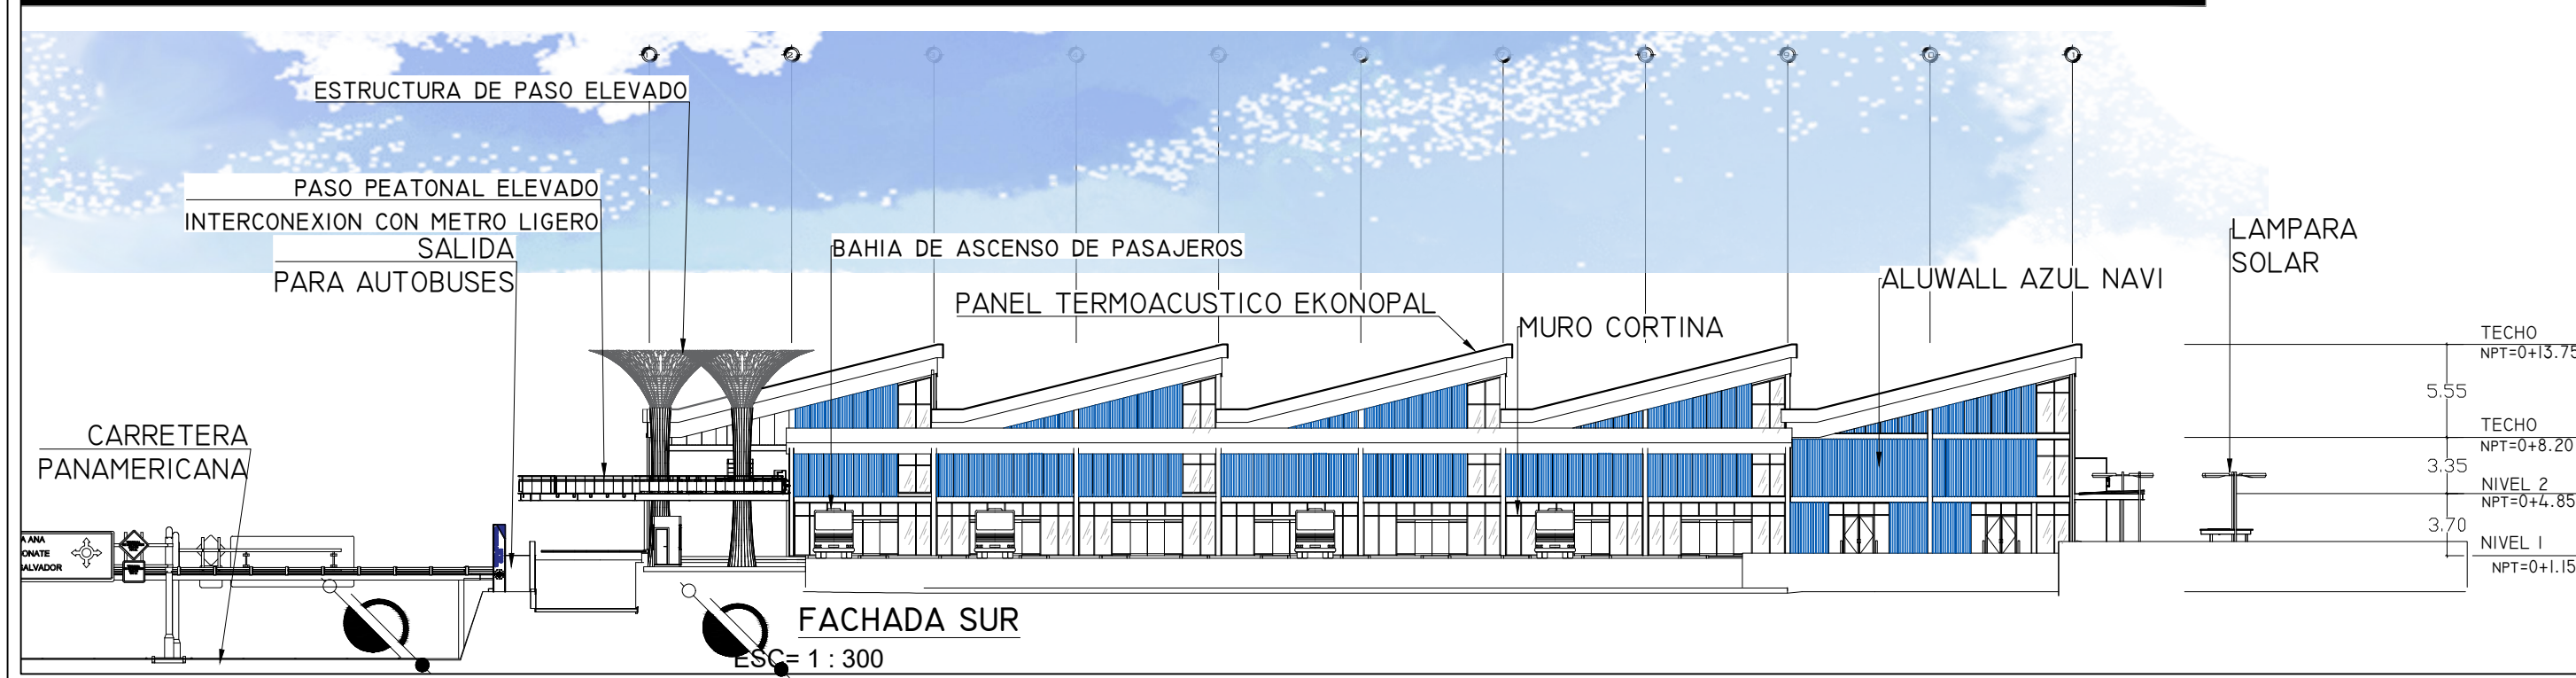 ESTRUCTURA DE PASO ELEVADO
PASO PEATONAL ELEVADO
INTERCONEXION CON METRO LIGERO
SALIDA
PARA AUTOBUSES
BAHIA DE ASCENSO DE PASAJEROS
PANEL TERMOACUSTICO EKONOPAL
MURO CORTINA
ALUWALL AZUL NAVI
LAMPARA
SOLAR
CARRETERA
PANAMERICANA
A ANA
ONATE
ALVADOR
TECHO
NPT=0+13.75
5.55
TECHO
NPT=0+8.20
3.35
NIVEL 2
NPT=0+4.85
3.70
NIVEL 1
NPT=0+1.15
FACHADA SUR
ESC= 1 : 300